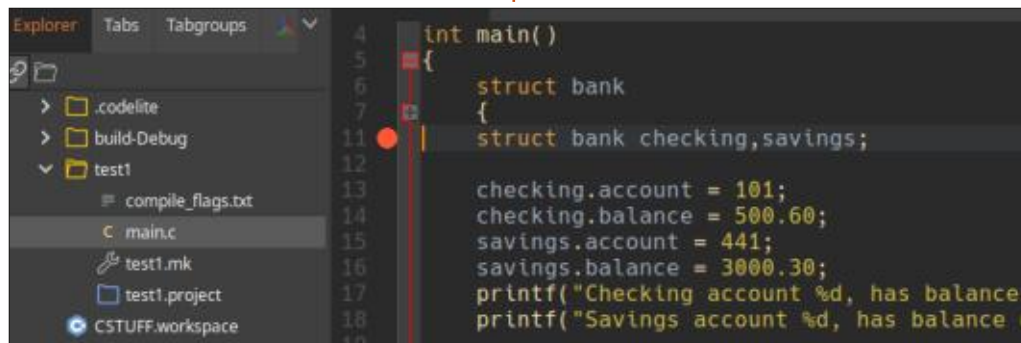 Explorer Tabs Tabgroups
.codelite
build-Debug
test1
compile_flags.txt
C main.c
test1.mk
test1.project
CSTUFF.workspace
4 int main()
5 {
6 struct bank
7 {
11 struct bank checking,savings;
12
13 checking.account = 101;
14 checking.balance = 500.60;
15 savings.account = 441;
16 savings.balance = 3000.30;
17 printf("Checking account %d, has balance
18 printf("Savings account %d, has balance